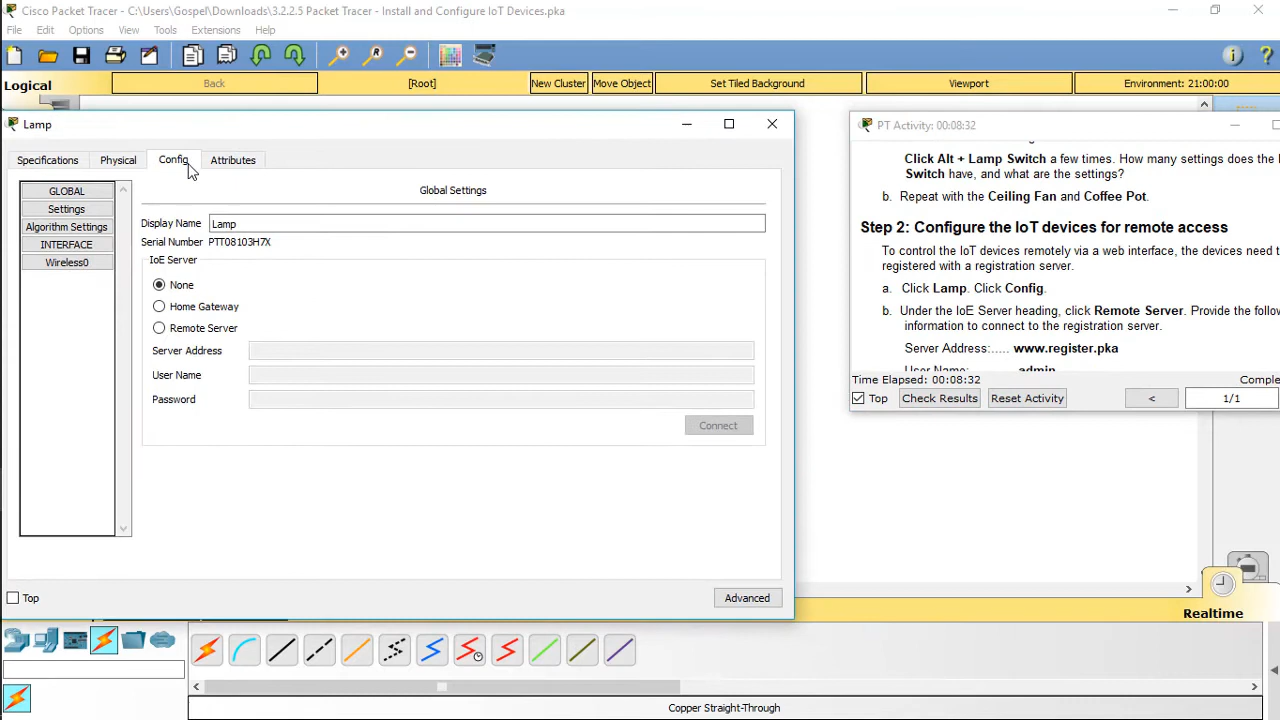 Cisco Packet Tracer - C:\Users\Gospel\Downloads\3.2.2.5 Packet Tracer - Install and Configure IoT Devices.pka
File Edit Options View Tools Extensions Help
Logical Back [Root] New Cluster Move Object Set Tiled Background Viewport Environment: 21:00:00
Lamp
Specifications Physical Config Attributes
GLOBAL
Settings
Algorithm Settings
INTERFACE
Wireless0
Global Settings
Display Name Lamp
Serial Number PTT08103H7X
IoE Server
None
Home Gateway
Remote Server
Server Address
User Name
Password
Connect
Top
Advanced
PT Activity: 00:08:32
Click Alt + Lamp Switch a few times. How many settings does the
Switch have, and what are the settings?
b. Repeat with the Ceiling Fan and Coffee Pot.
Step 2: Configure the IoT devices for remote access
To control the IoT devices remotely via a web interface, the devices need t
registered with a registration server.
a. Click Lamp. Click Config.
b. Under the IoE Server heading, click Remote Server. Provide the follow
information to connect to the registration server.
Server Address:..... www.register.pka
User Name: admin
Time Elapsed: 00:08:32 Comple
Top Check Results Reset Activity < 1/1
Realtime
Copper Straight-Through